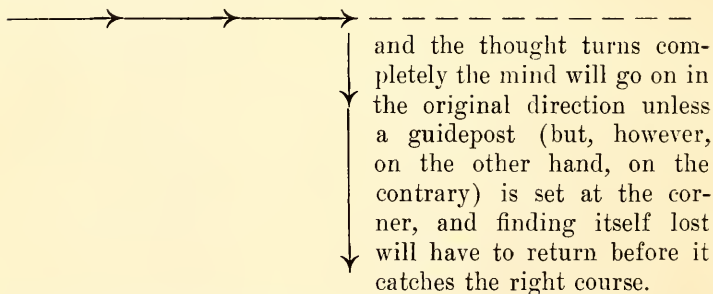 and the thought turns com-
pletely the mind will go on in
the original direction unless
a guidepost (but, however,
on the other hand, on the
contrary) is set at the cor-
ner, and finding itself lost
will have to return before it
catches the right course.